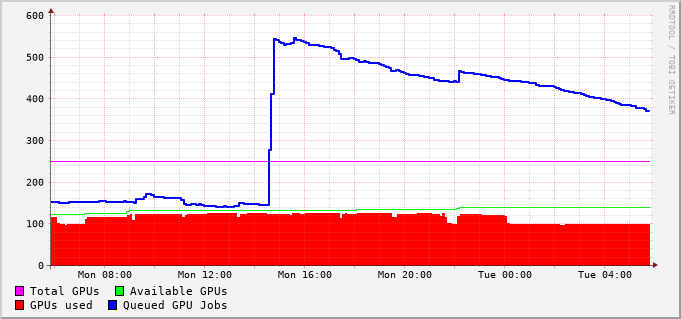 600
500
400
300
200
100
0
Mon 08:00 Mon 12:00 Mon 16:00 Mon 20:00 Tue 00:00 Tue 04:00
Total GPUs Available GPUs
GPUs used Queued GPU Jobs
RRDTOOL / TOBI OETIKER